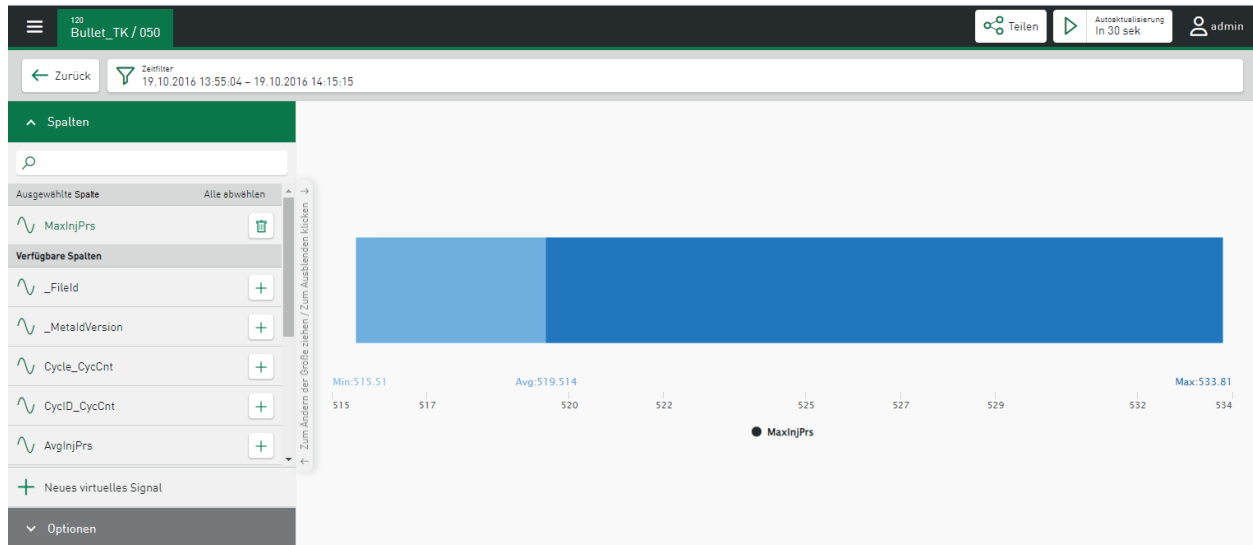 120
Bullet_TK / 050
Teilen
Autoaktualisierung
In 30 sek
admin
Zurück
Zeitfilter
19.10.2016 13:55:04 – 19.10.2016 14:15:15
Spalten
Ausgewählte Spalte
Alle abwählen
MaxInjPrs
Verfügbare Spalten
_FileId
_MetaIdVersion
Cycle_CycCnt
CycID_CycCnt
AvgInjPrs
Neues virtuelles Signal
Optionen
Zum Ändern der Größe ziehen / Zum Ausblenden klicken
Min:515.51
Avg:519.514
Max:533.81
515 517 520 522 525 527 529 532 534
MaxInjPrs